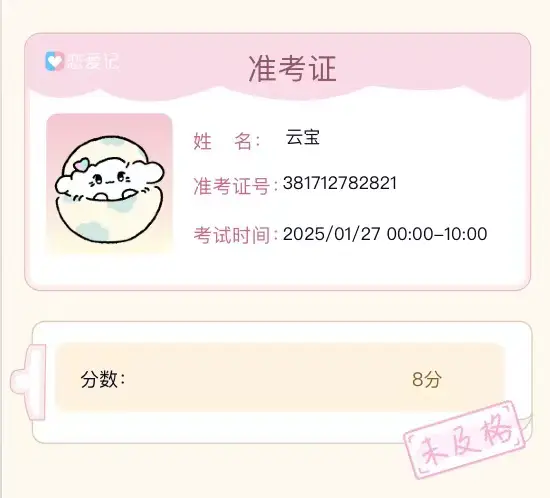 恋爱记
准考证
姓 名： 云宝
准考证号：381712782821
考试时间：2025/01/27 00:00-10:00
分数： 8分
未及格